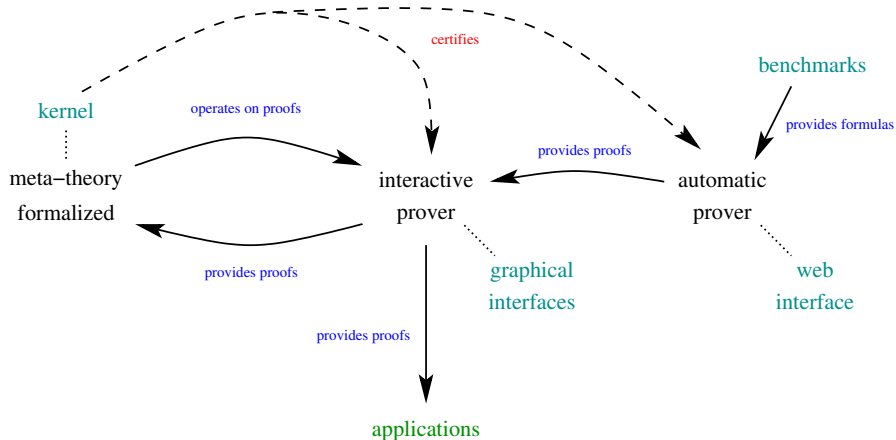 certifies
benchmarks
kernel
operates on proofs
provides formulas
provides proofs
meta−theory
formalized
interactive
prover
automatic
prover
provides proofs
graphical
interfaces
web
interface
provides proofs
applications